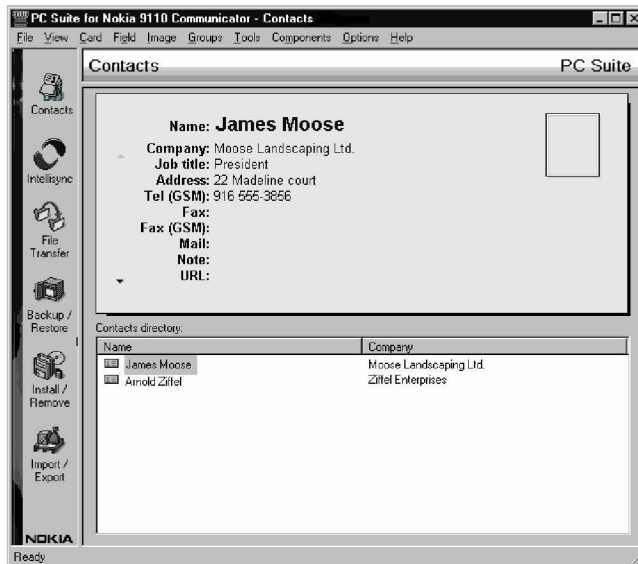 PC Suite for Nokia 9110 Communicator - Contacts
File View Card Field Image Groups Tools Components Options Help
Contacts PC Suite
Contacts
Intellisync
File
Transfer
Backup /
Restore
Install /
Remove
Import /
Export
NOKIA
Name: James Moose
Company: Moose Landscaping Ltd.
Job title: President
Address: 22 Madeline court
Tel (GSM): 916 555-3856
Fax:
Fax (GSM):
Mail:
Note:
URL:
Contacts directory:
Name Company
James Moose Moose Landscaping Ltd.
Arnold Ziffel Ziffel Enterprises
Ready